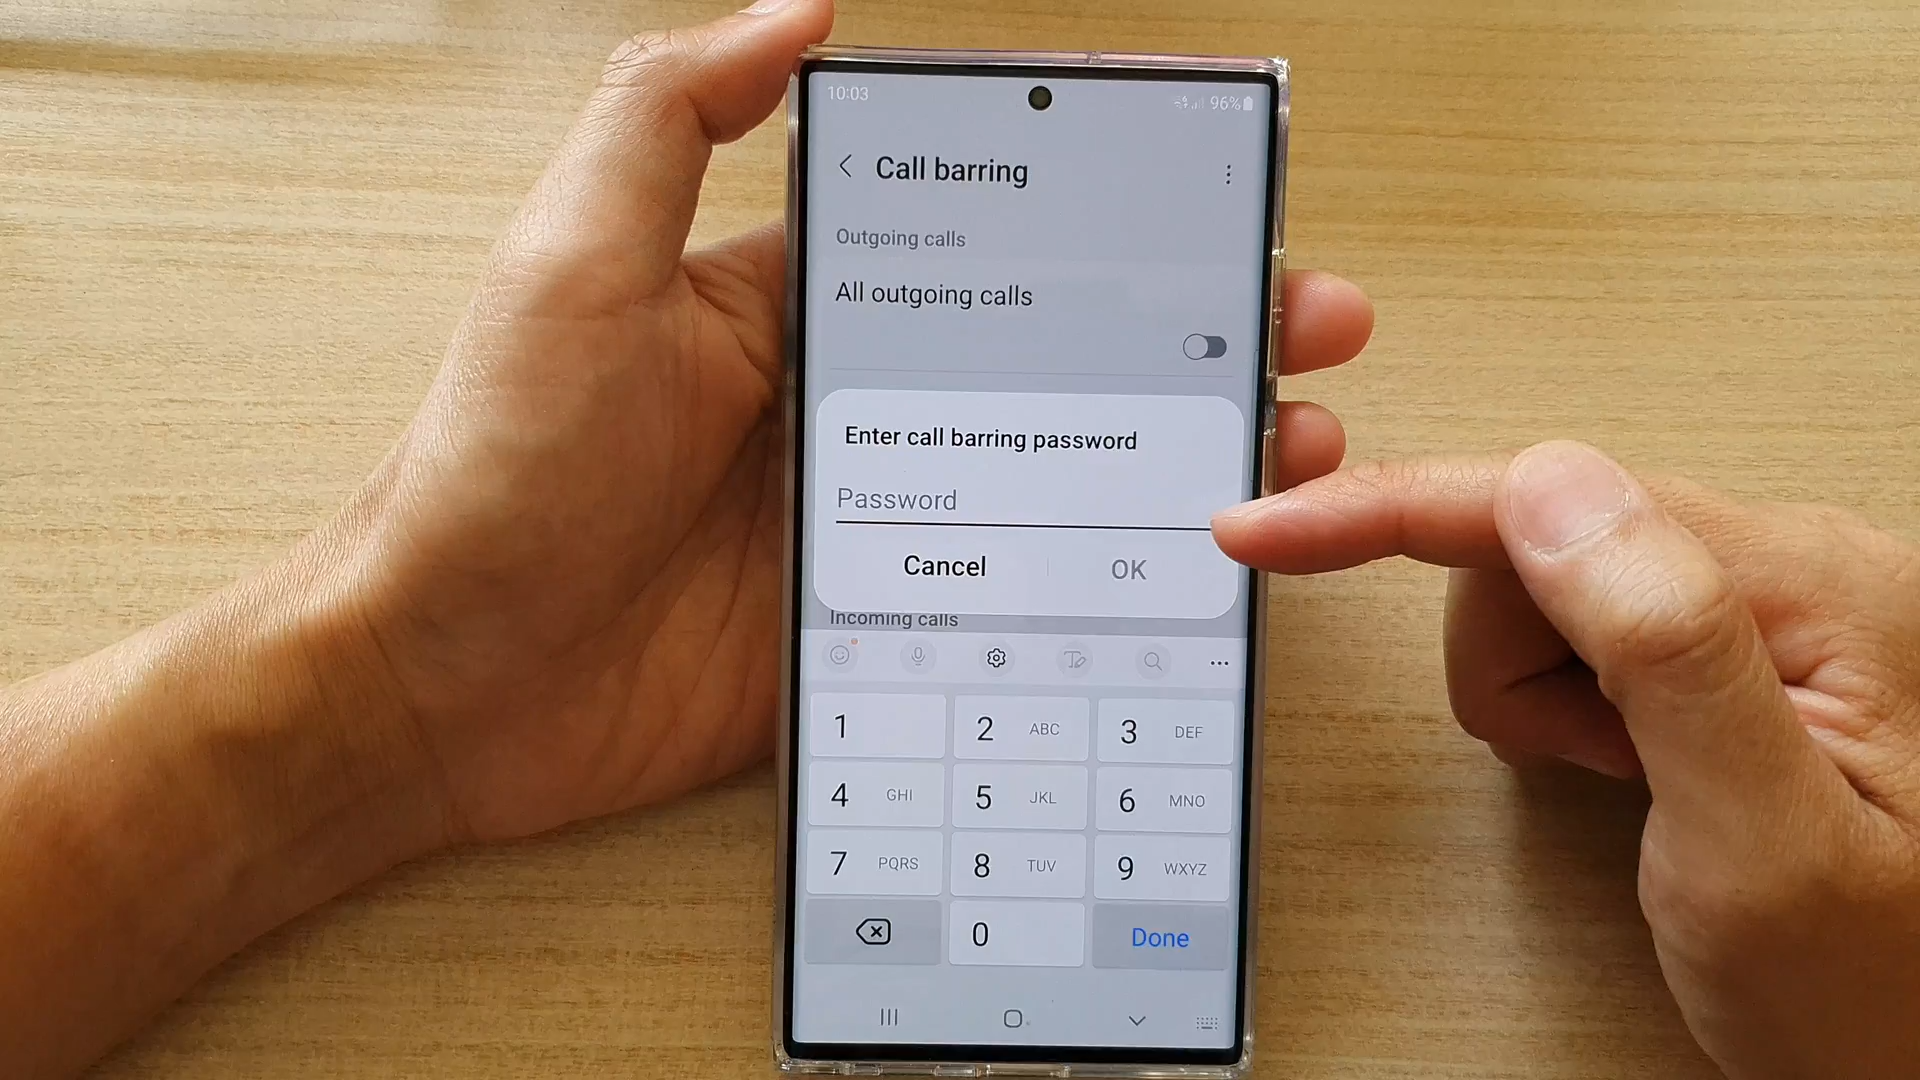 10:03
96%
Call barring
Outgoing calls
All outgoing calls
Enter call barring password
Password
Cancel
OK
Incoming calls
1
2 ABC
3 DEF
4 GHI
5 JKL
6 MNO
7 PQRS
8 TUV
9 WXYZ
0
Done